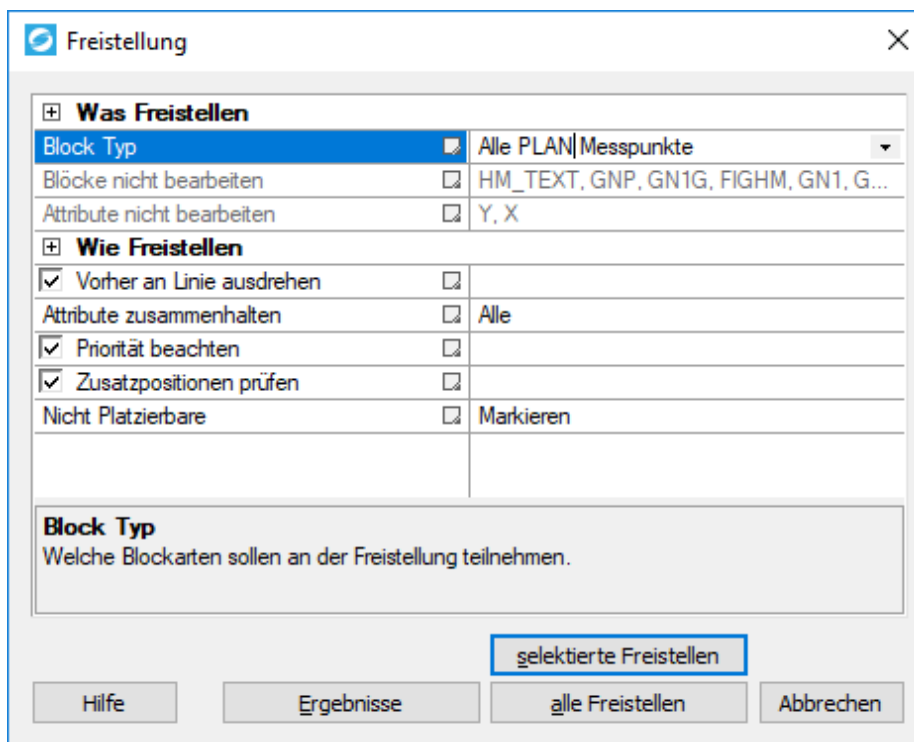 Freistellung
Was Freistellen
Block Typ Alle PLAN Messpunkte
Blöcke nicht bearbeiten HM_TEXT, GNP, GN1G, FIGHM, GN1, G...
Attribute nicht bearbeiten Y, X
Wie Freistellen
Vorher an Linie ausdrehen
Attribute zusammenhalten Alle
Priorität beachten
Zusatzpositionen prüfen
Nicht Platzierbare Markieren
Block Typ
Welche Blockarten sollen an der Freistellung teilnehmen.
selektierte Freistellen
Hilfe Ergebnisse alle Freistellen Abbrechen